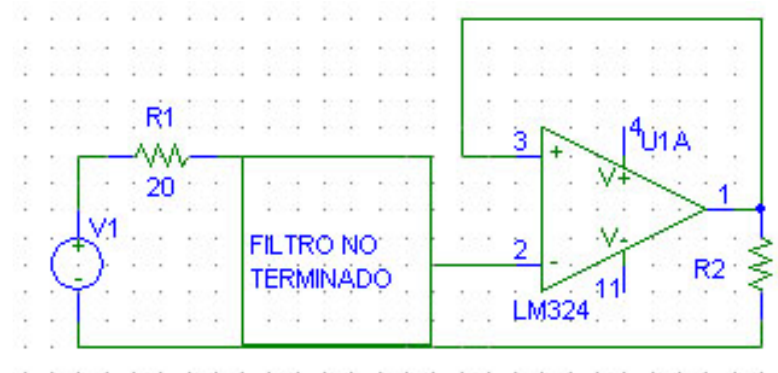 R1
20
V1
+
-
FILTRO NO
TERMINADO
3
+
2
-
4
U1A
V+
V-
11
1
LM324
R2